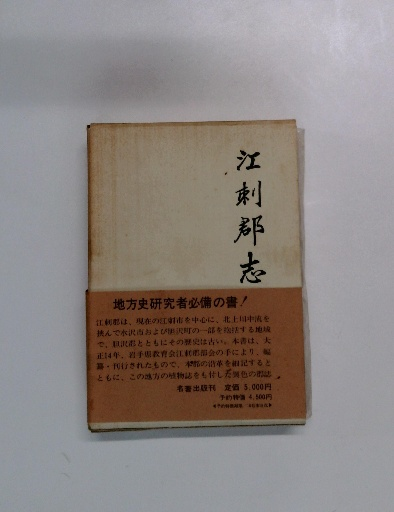 江刺郡志
地方史研究者必備の書！
江刺郡は、現在の江刺市を中心に、北上川中流を
挟んで水沢市および胆沢町の一部を包括する地域
で、胆沢郡とともにその歴史は古い。本書は、大
正14年、岩手県教育会江刺郡部会の手により、編
纂・刊行されたもので、本郡の沿革を細記すると
ともに、この地方の植物誌をも付した異色の郡誌
名著出版刊 定価 5,000円
予約特価 4,500円